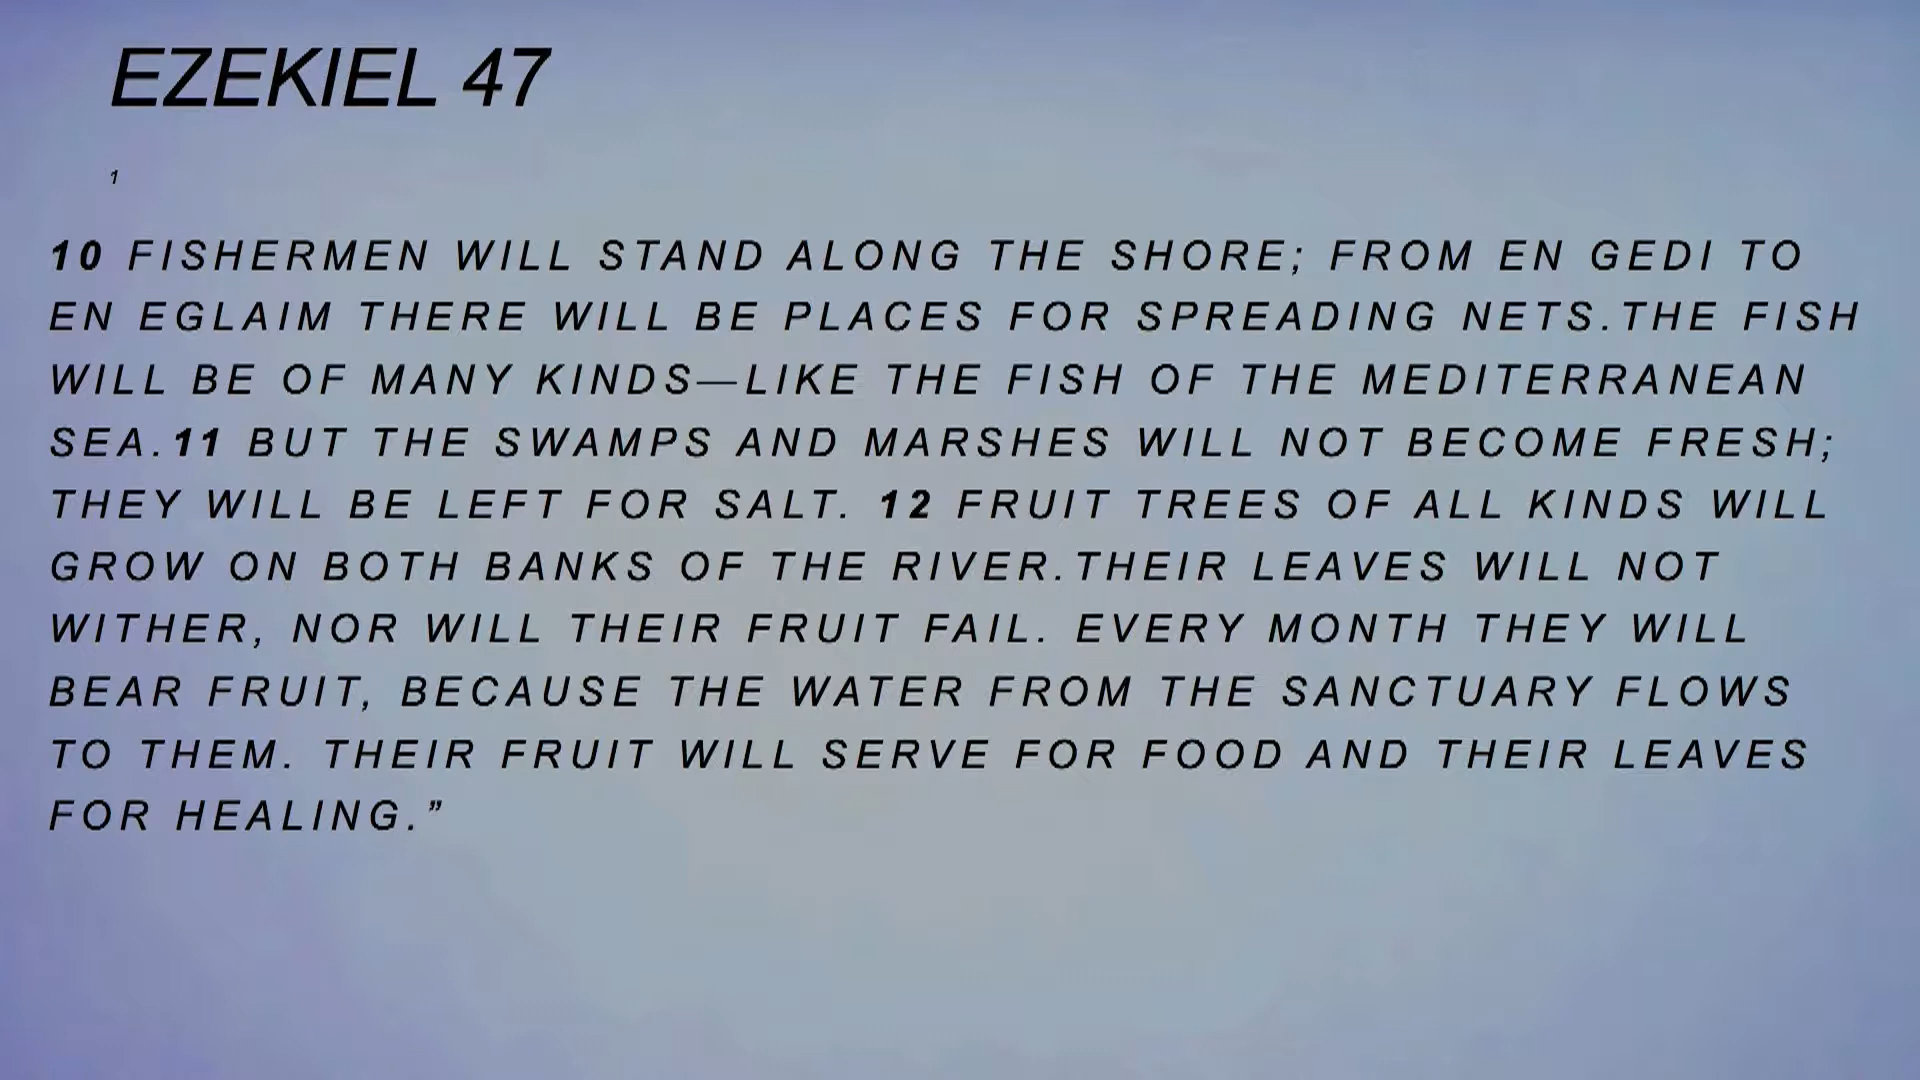 EZEKIEL 47
1
10 FISHERMEN WILL STAND ALONG THE SHORE; FROM EN GEDI TO
EN EGLAIM THERE WILL BE PLACES FOR SPREADING NETS.THE FISH
WILL BE OF MANY KINDS—LIKE THE FISH OF THE MEDITERRANEAN
SEA.11 BUT THE SWAMPS AND MARSHES WILL NOT BECOME FRESH;
THEY WILL BE LEFT FOR SALT. 12 FRUIT TREES OF ALL KINDS WILL
GROW ON BOTH BANKS OF THE RIVER.THEIR LEAVES WILL NOT
WITHER, NOR WILL THEIR FRUIT FAIL. EVERY MONTH THEY WILL
BEAR FRUIT, BECAUSE THE WATER FROM THE SANCTUARY FLOWS
TO THEM. THEIR FRUIT WILL SERVE FOR FOOD AND THEIR LEAVES
FOR HEALING.”